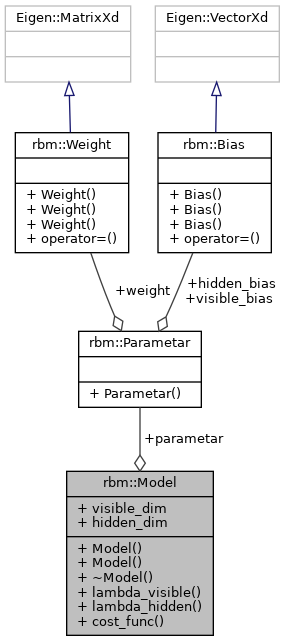 Eigen::MatrixXd
Eigen::VectorXd
rbm::Weight
+ Weight()
+ Weight()
+ Weight()
+ operator=()
rbm::Bias
+ Bias()
+ Bias()
+ Bias()
+ operator=()
+weight
+hidden_bias
+visible_bias
rbm::Parametar
+ Parametar()
+parametar
rbm::Model
+ visible_dim
+ hidden_dim
+ Model()
+ Model()
+ ~Model()
+ lambda_visible()
+ lambda_hidden()
+ cost_func()